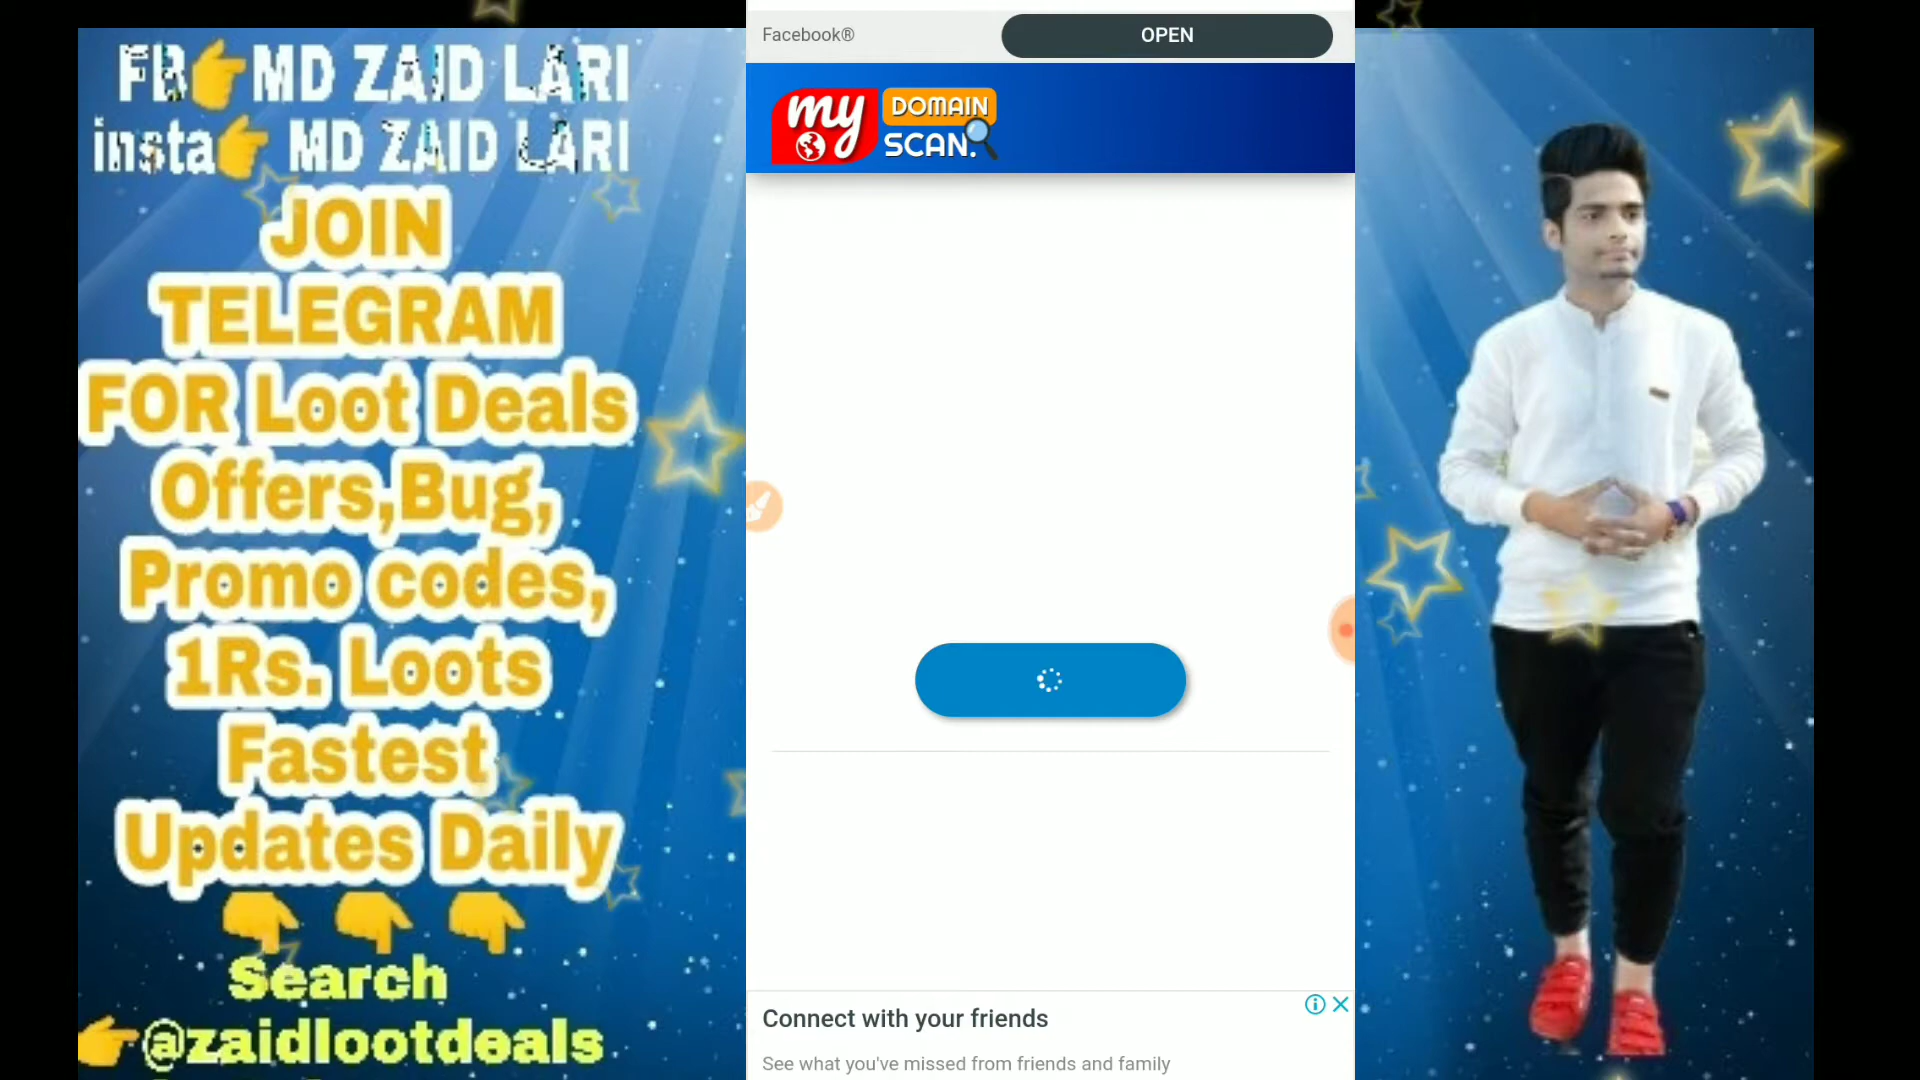 FB👉MD ZAID LARI
insta👉 MD ZAID LARI
JOIN
TELEGRAM
FOR Loot Deals
Offers,Bug,
Promo codes,
1Rs. Loots
Fastest
Updates Daily
👇 👇 👇
Search
👉@zaidlootdeals
Facebook®
OPEN
my
DOMAIN
SCAN.
Connect with your friends
See what you've missed from friends and family